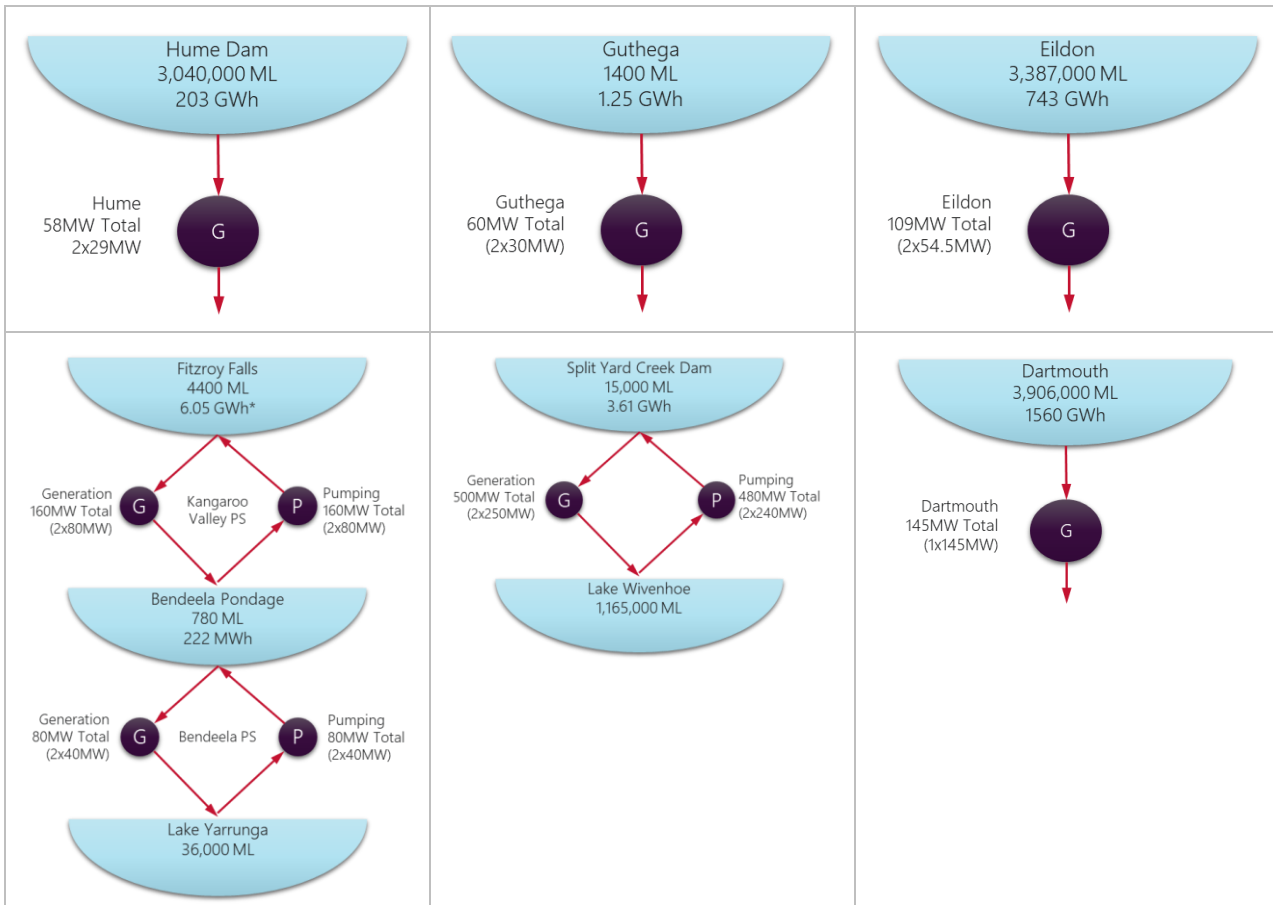 Hume Dam
3,040,000 ML
203 GWh
Hume
58MW Total
2x29MW
G
Guthega
1400 ML
1.25 GWh
Guthega
60MW Total
(2x30MW)
G
Eildon
3,387,000 ML
743 GWh
Eildon
109MW Total
(2x54.5MW)
G
Fitzroy Falls
4400 ML
6.05 GWh*
Generation
160MW Total
(2x80MW)
G
Kangaroo
Valley PS
P
Pumping
160MW Total
(2x80MW)
Bendeela Pondage
780 ML
222 MWh
Generation
80MW Total
(2x40MW)
G
Bendeela PS
P
Pumping
80MW Total
(2x40MW)
Lake Yarrunga
36,000 ML
Split Yard Creek Dam
15,000 ML
3.61 GWh
Generation
500MW Total
(2x250MW)
G
P
Pumping
480MW Total
(2x240MW)
Lake Wivenhoe
1,165,000 ML
Dartmouth
3,906,000 ML
1560 GWh
Dartmouth
145MW Total
(1x145MW)
G